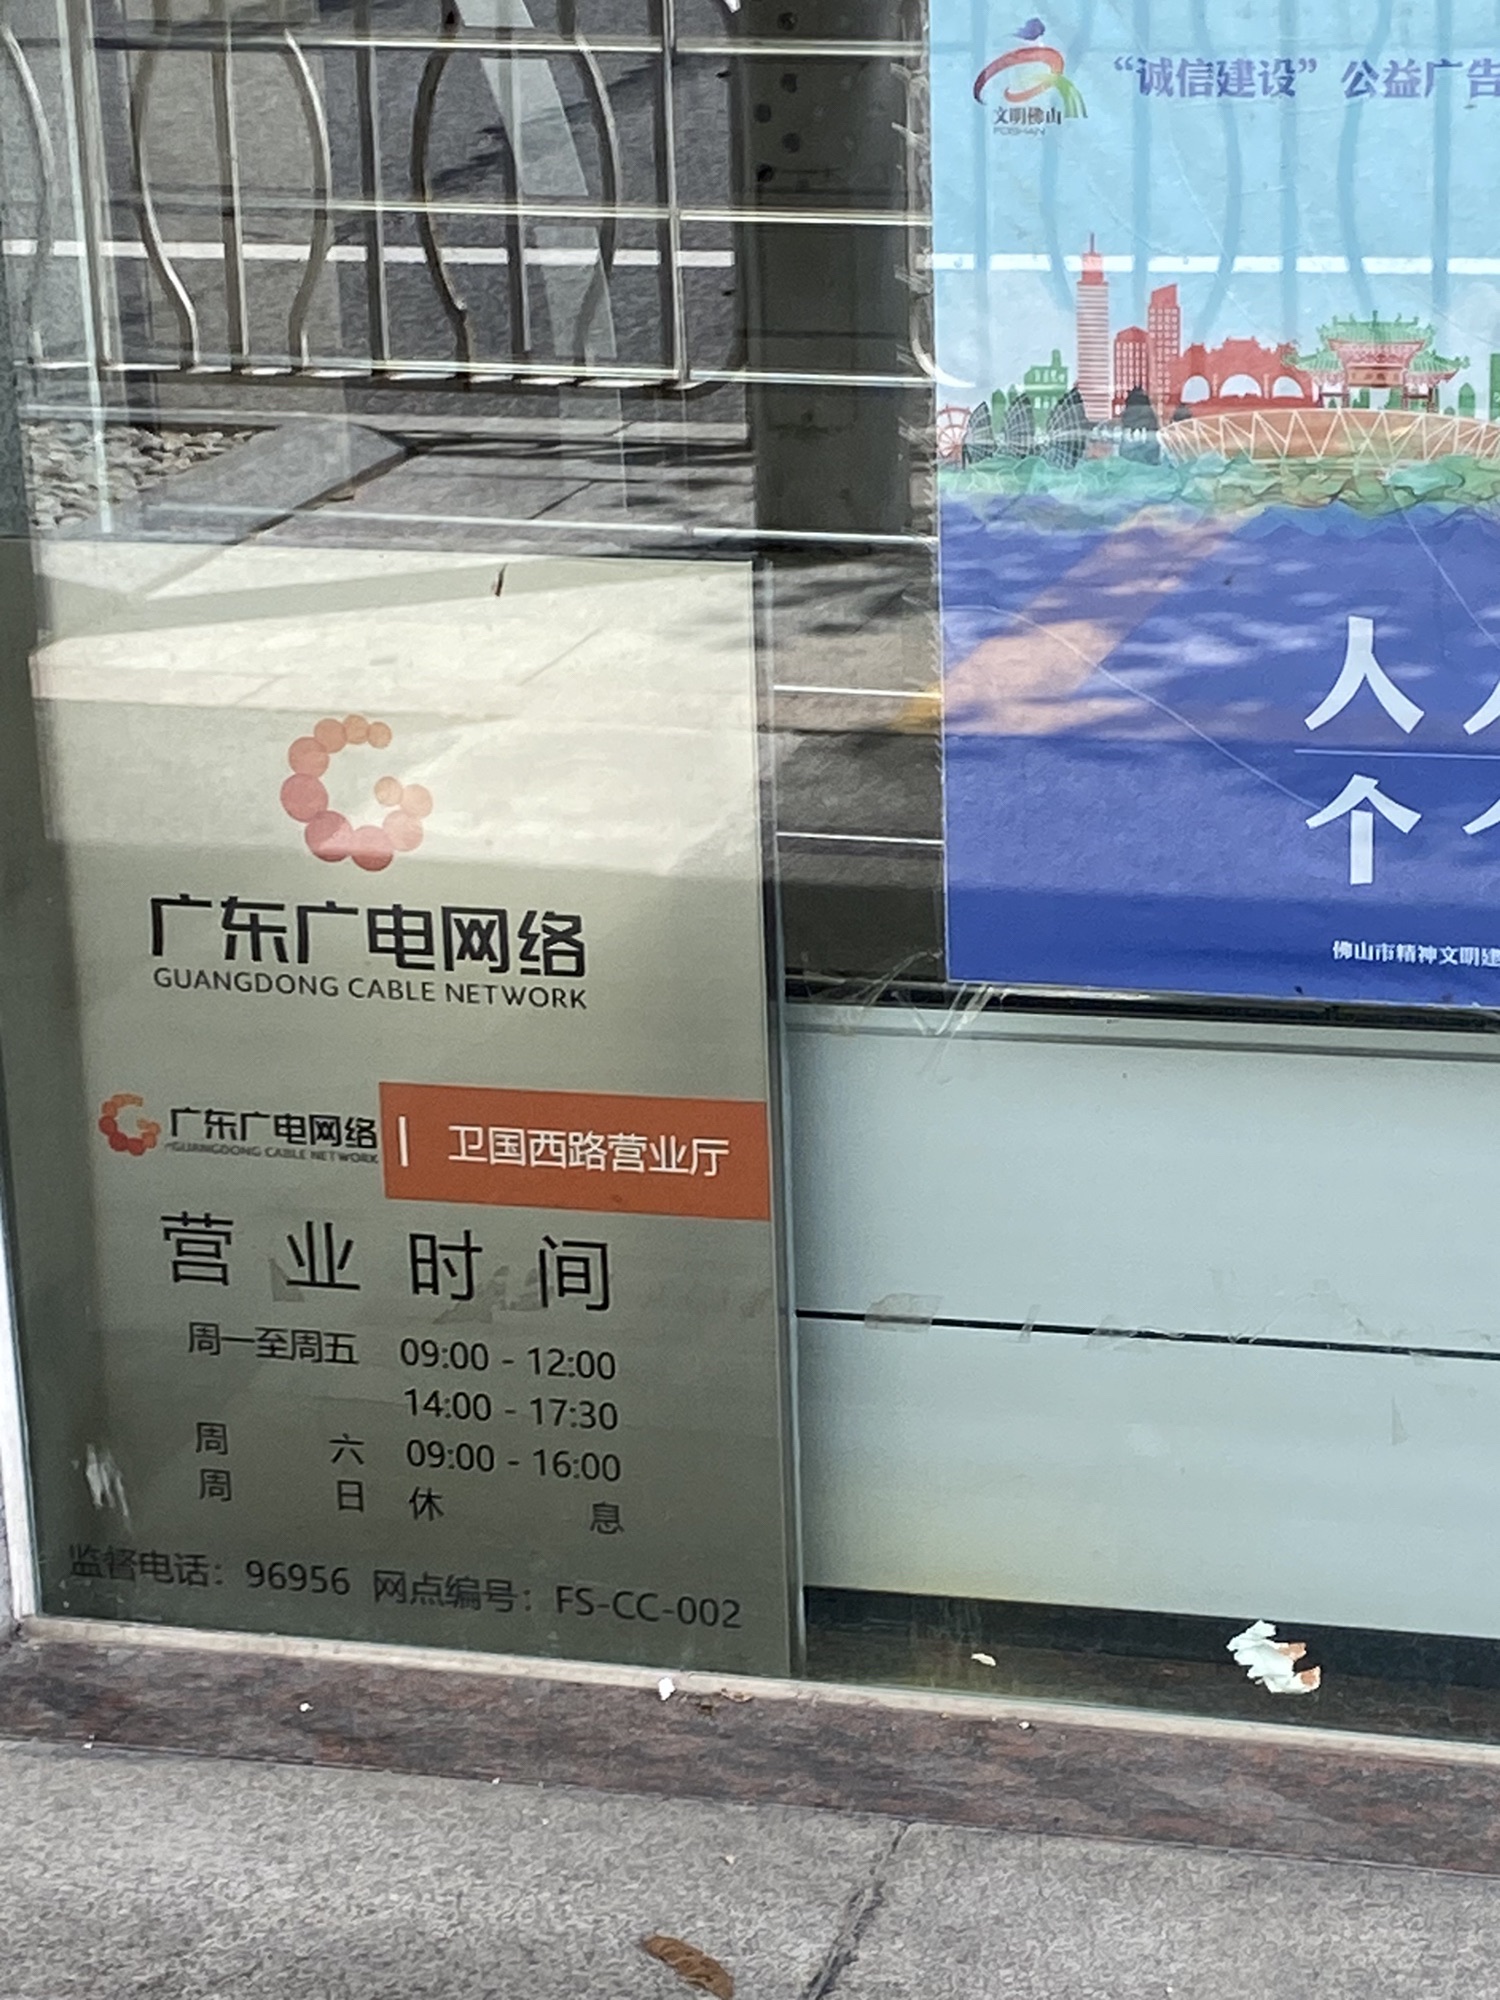 广东广电网络
GUANGDONG CABLE NETWORK
广东广电网络 | 卫国西路营业厅
GUANGDONG CABLE NETWORK
营业时间
周一至周五 09:00 - 12:00
14:00 - 17:30
周六 09:00 - 16:00
周日 休息
监督电话：96956 网点编号：FS-CC-002
文明佛山
FOSHAN
“诚信建设”公益广告
人
个
佛山市精神文明建